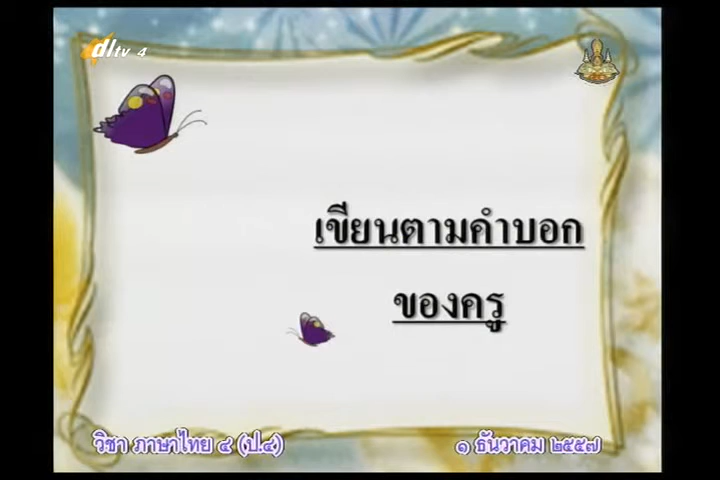 dltv 4
เขียนตามคำบอก
ของครู
วิชา ภาษาไทย ๔ (ป.๔)
๑ ธันวาคม ๒๕๕๗